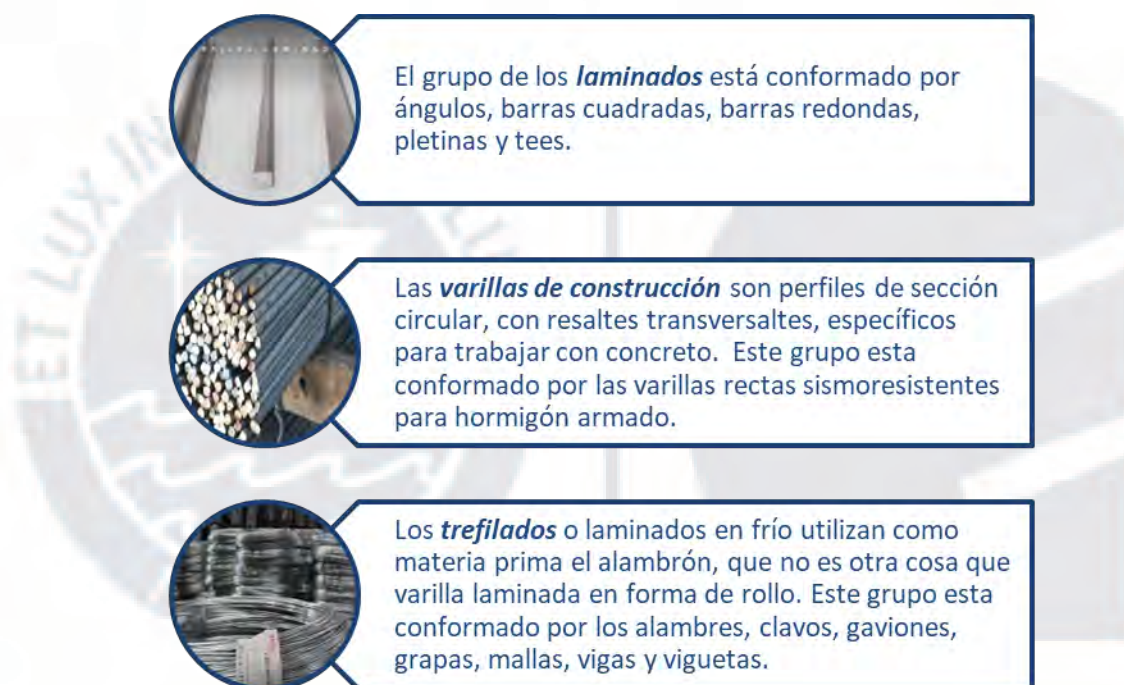 El grupo de los laminados está conformado por
ángulos, barras cuadradas, barras redondas,
pletinas y tees.
Las varillas de construcción son perfiles de sección
circular, con resaltes transversaltes, específicos
para trabajar con concreto. Este grupo esta
conformado por las varillas rectas sismoresistentes
para hormigón armado.
Los trefilados o laminados en frío utilizan como
materia prima el alambrón, que no es otra cosa que
varilla laminada en forma de rollo. Este grupo esta
conformado por los alambres, clavos, gaviones,
grapas, mallas, vigas y viguetas.
ET LUX IN